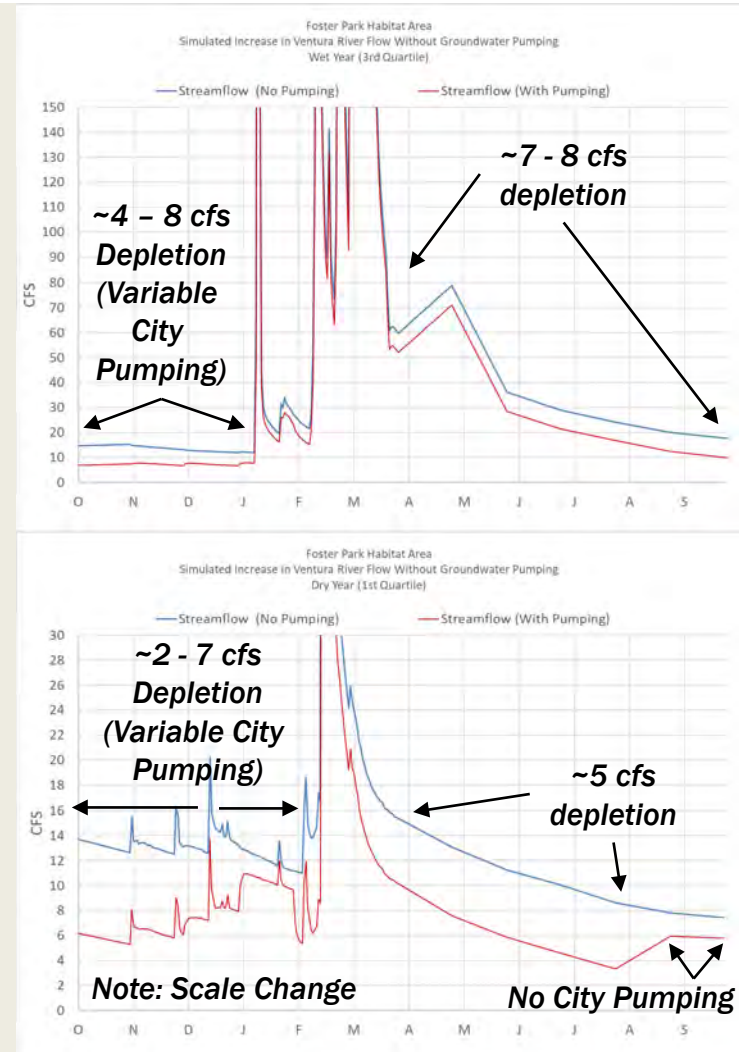 Foster Park Habitat Area
Simulated Increase in Ventura River Flow Without Groundwater Pumping
Wet Year (3rd Quartile)
Streamflow (No Pumping) Streamflow (With Pumping)
150
140
130
120
110
100
90
80
70
60
50
40
30
20
10
0
CFS
~4 – 8 cfs
Depletion
(Variable
City
Pumping)
~7 - 8 cfs
depletion
O N D J F M A M J J A S
Foster Park Habitat Area
Simulated Increase in Ventura River Flow Without Groundwater Pumping
Dry Year (1st Quartile)
Streamflow (No Pumping) Streamflow (With Pumping)
30
28
26
24
22
20
18
16
14
12
10
8
6
4
2
0
CFS
~2 - 7 cfs
Depletion
(Variable City
Pumping)
~5 cfs
depletion
Note: Scale Change
No City Pumping
O N D J F M A M J J A S